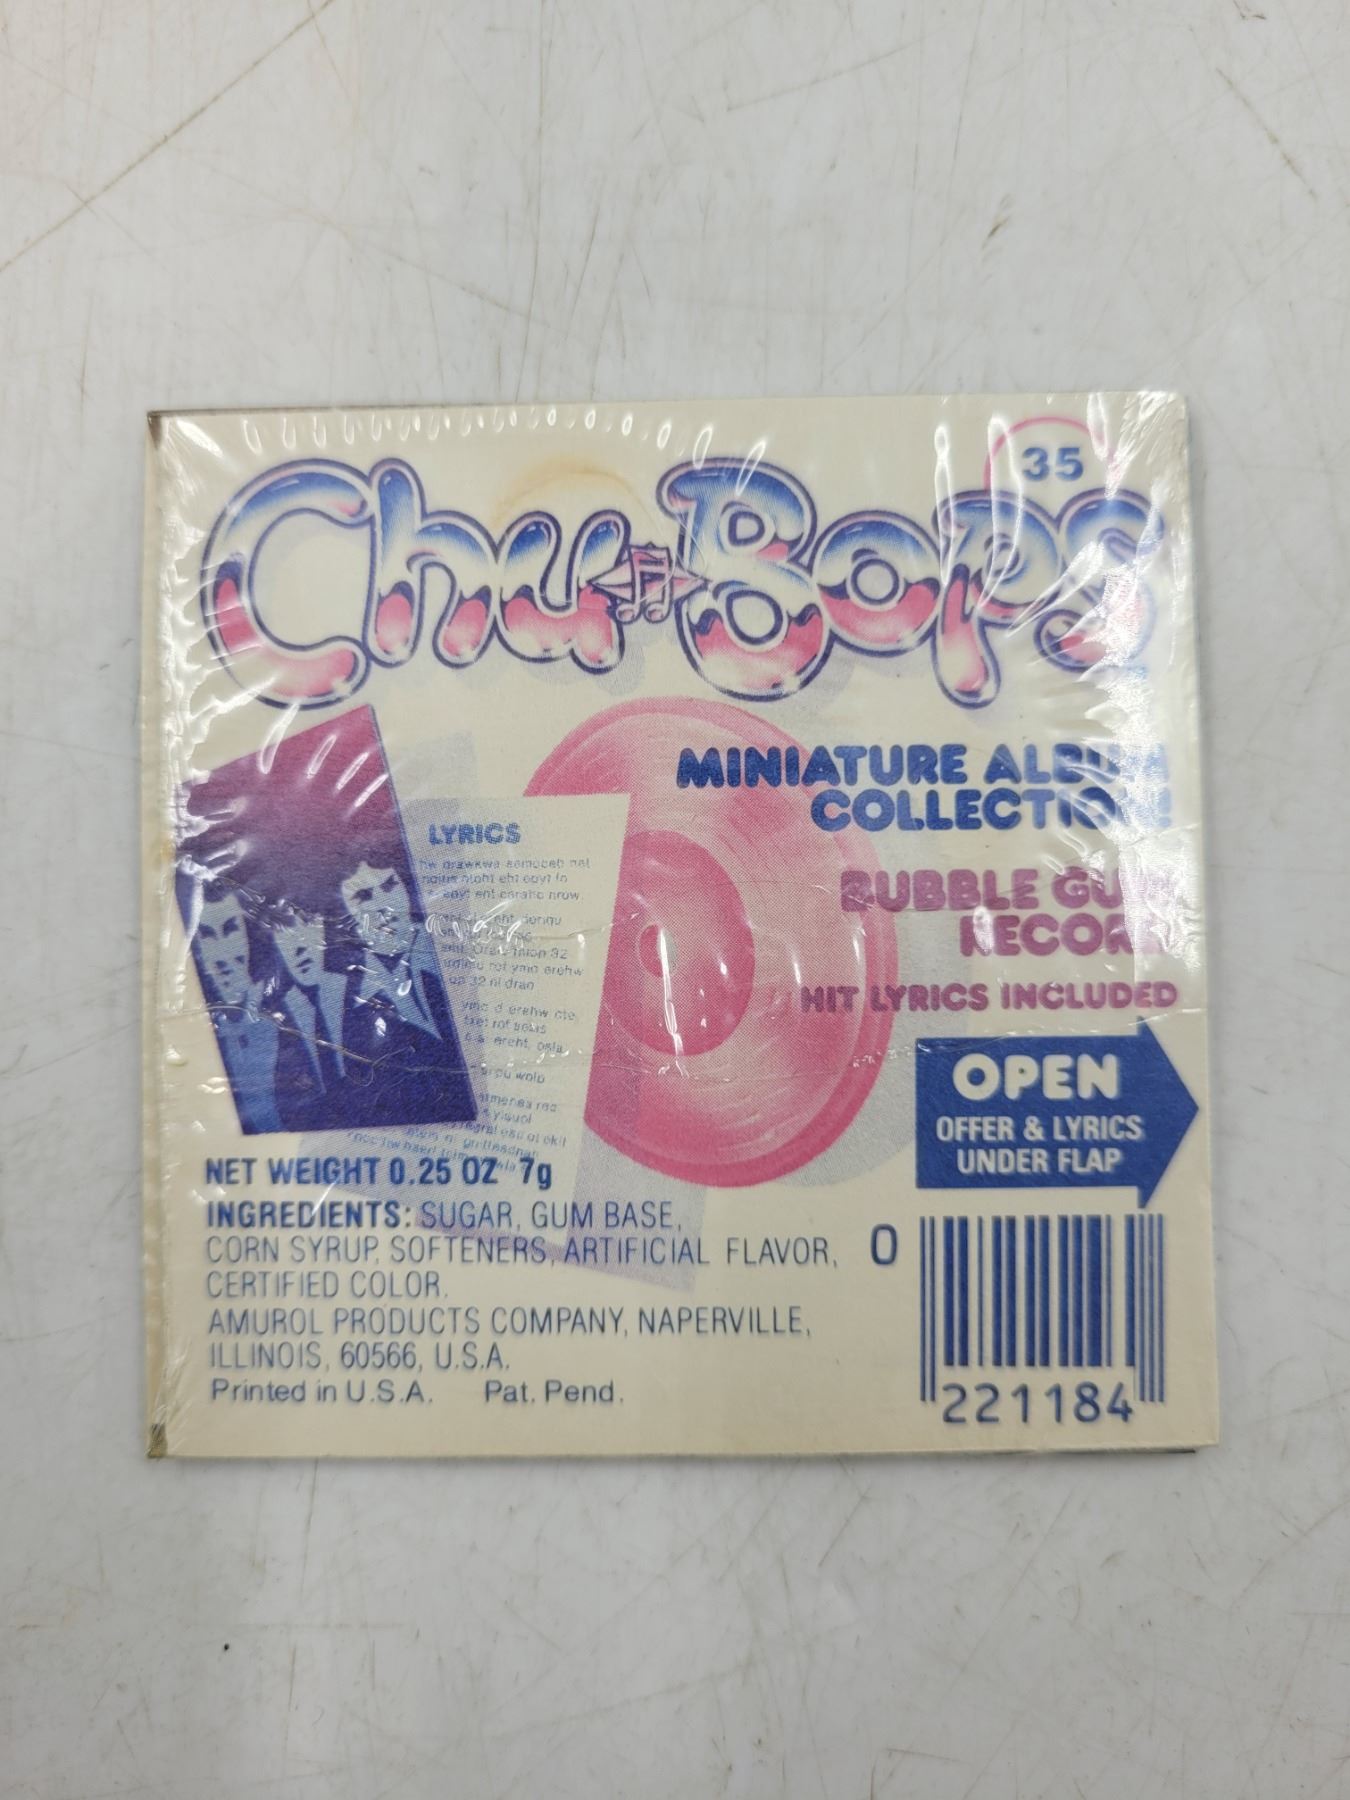 35
Chu Bops
MINIATURE ALBUM
COLLECTION!
BUBBLE GUM
RECORD
HIT LYRICS INCLUDED
LYRICS
OPEN
OFFER & LYRICS
UNDER FLAP
NET WEIGHT 0.25 OZ 7g
INGREDIENTS: SUGAR, GUM BASE,
CORN SYRUP, SOFTENERS, ARTIFICIAL FLAVOR,
CERTIFIED COLOR.
AMUROL PRODUCTS COMPANY, NAPERVILLE,
ILLINOIS, 60566, U.S.A.
Printed in U.S.A. Pat. Pend.
0
221184